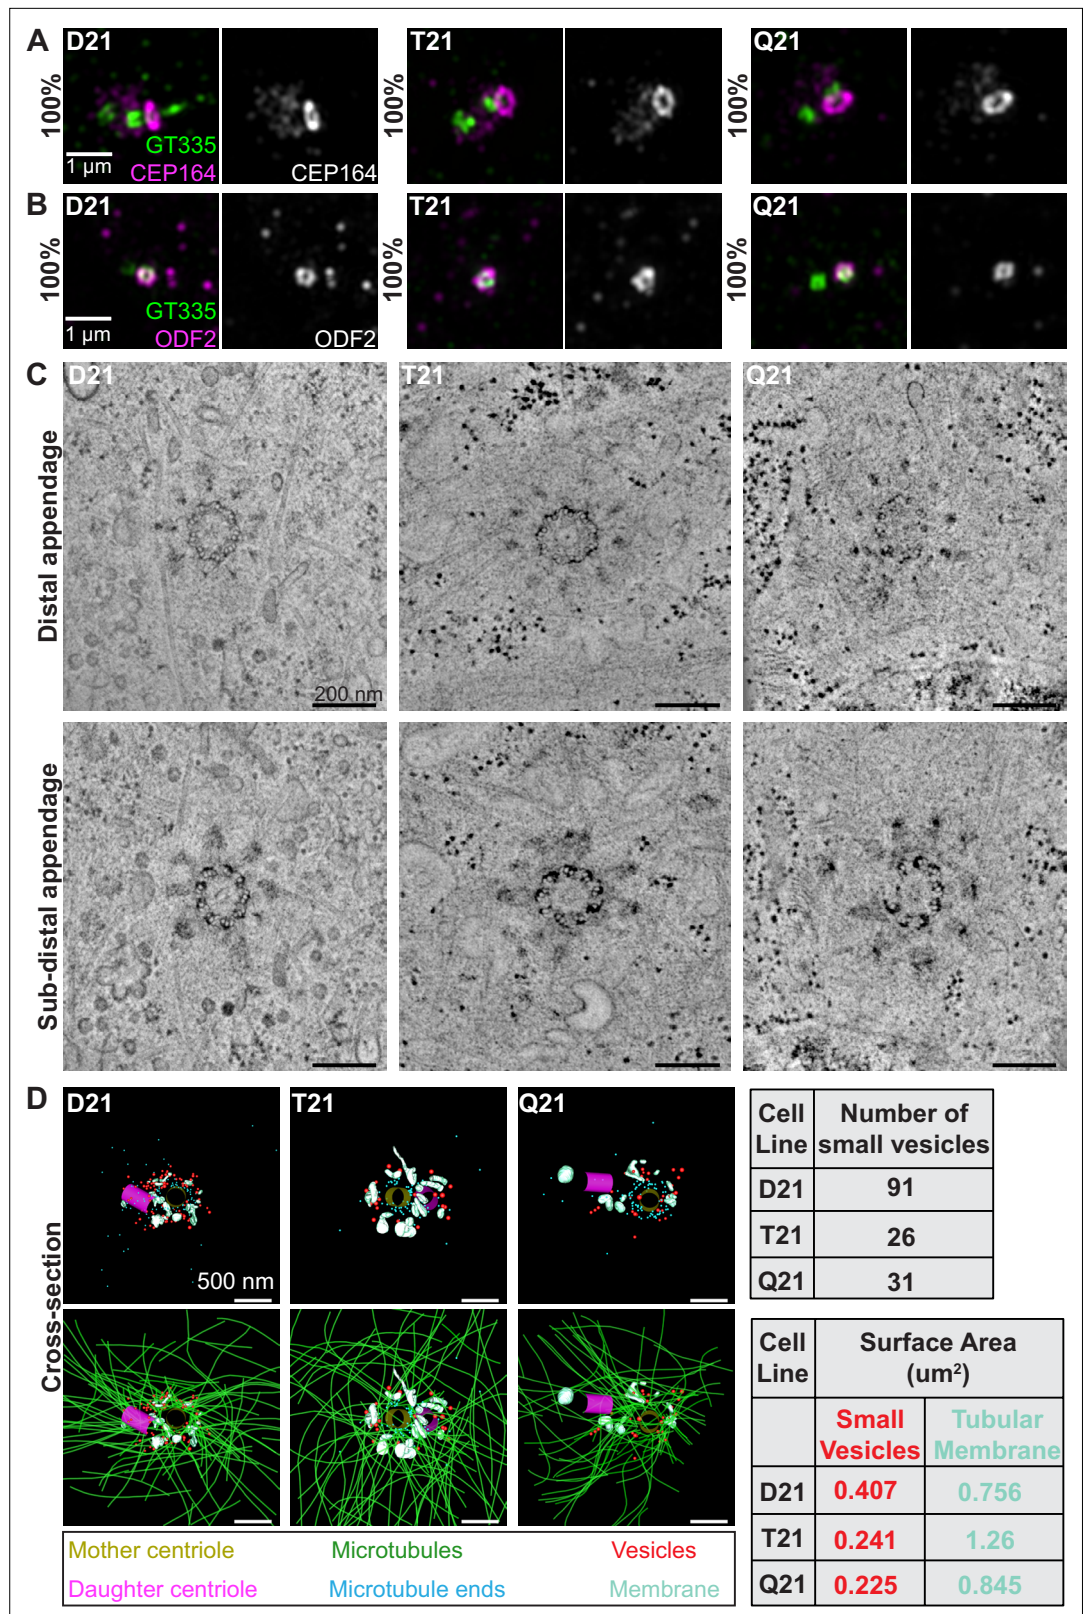 A
D21
T21
Q21
100%
100%
100%
GT335
CEP164
1 µm
CEP164
B
D21
T21
Q21
100%
100%
100%
GT335
ODF2
1 µm
ODF2
C
D21
T21
Q21
Distal appendage
200 nm
Sub-distal appendage
D
D21
T21
Q21
Cross-section
500 nm
Mother centriole
Microtubules
Vesicles
Daughter centriole
Microtubule ends
Membrane
Cell Line
Number of small vesicles
D21 91
T21 26
Q21 31
Cell Line
Surface Area (um²)
Small Vesicles
Tubular Membrane
D21 0.407 0.756
T21 0.241 1.26
Q21 0.225 0.845